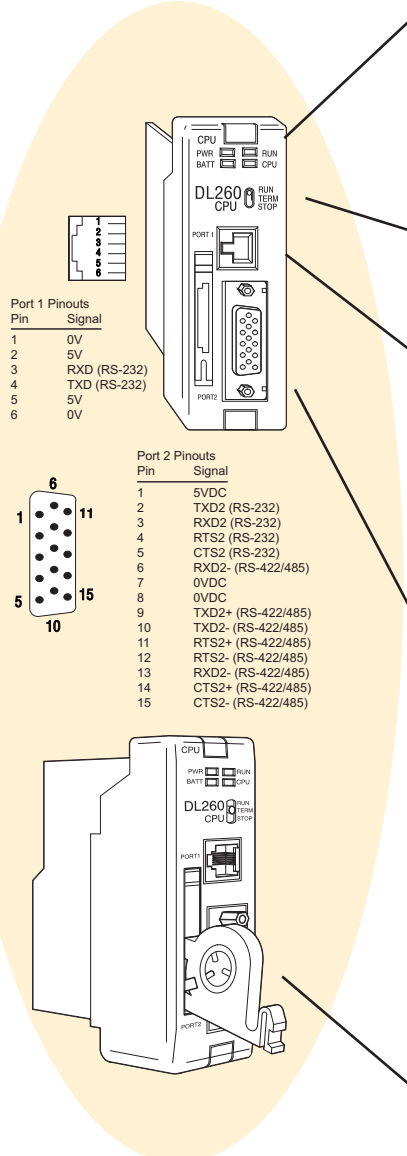 CPU
PWR RUN
BATT CPU
DL260 RUN
CPU TERM
STOP
PORT 1
PORT2
1
2
3
4
5
6
Port 1 Pinouts
Pin Signal
1 0V
2 5V
3 RXD (RS-232)
4 TXD (RS-232)
5 5V
6 0V
Port 2 Pinouts
Pin Signal
1 5VDC
2 TXD2 (RS-232)
3 RXD2 (RS-232)
4 RTS2 (RS-232)
5 CTS2 (RS-232)
6 RXD2- (RS-422/485)
7 0VDC
8 0VDC
9 TXD2+ (RS-422/485)
10 TXD2- (RS-422/485)
11 RTS2+ (RS-422/485)
12 RTS2- (RS-422/485)
13 RXD2- (RS-422/485)
14 CTS2+ (RS-422/485)
15 CTS2- (RS-422/485)
6
1 11
5 15
10
CPU
PWR RUN
BATT CPU
DL260 RUN
CPU TERM
STOP
PORT1
PORT2